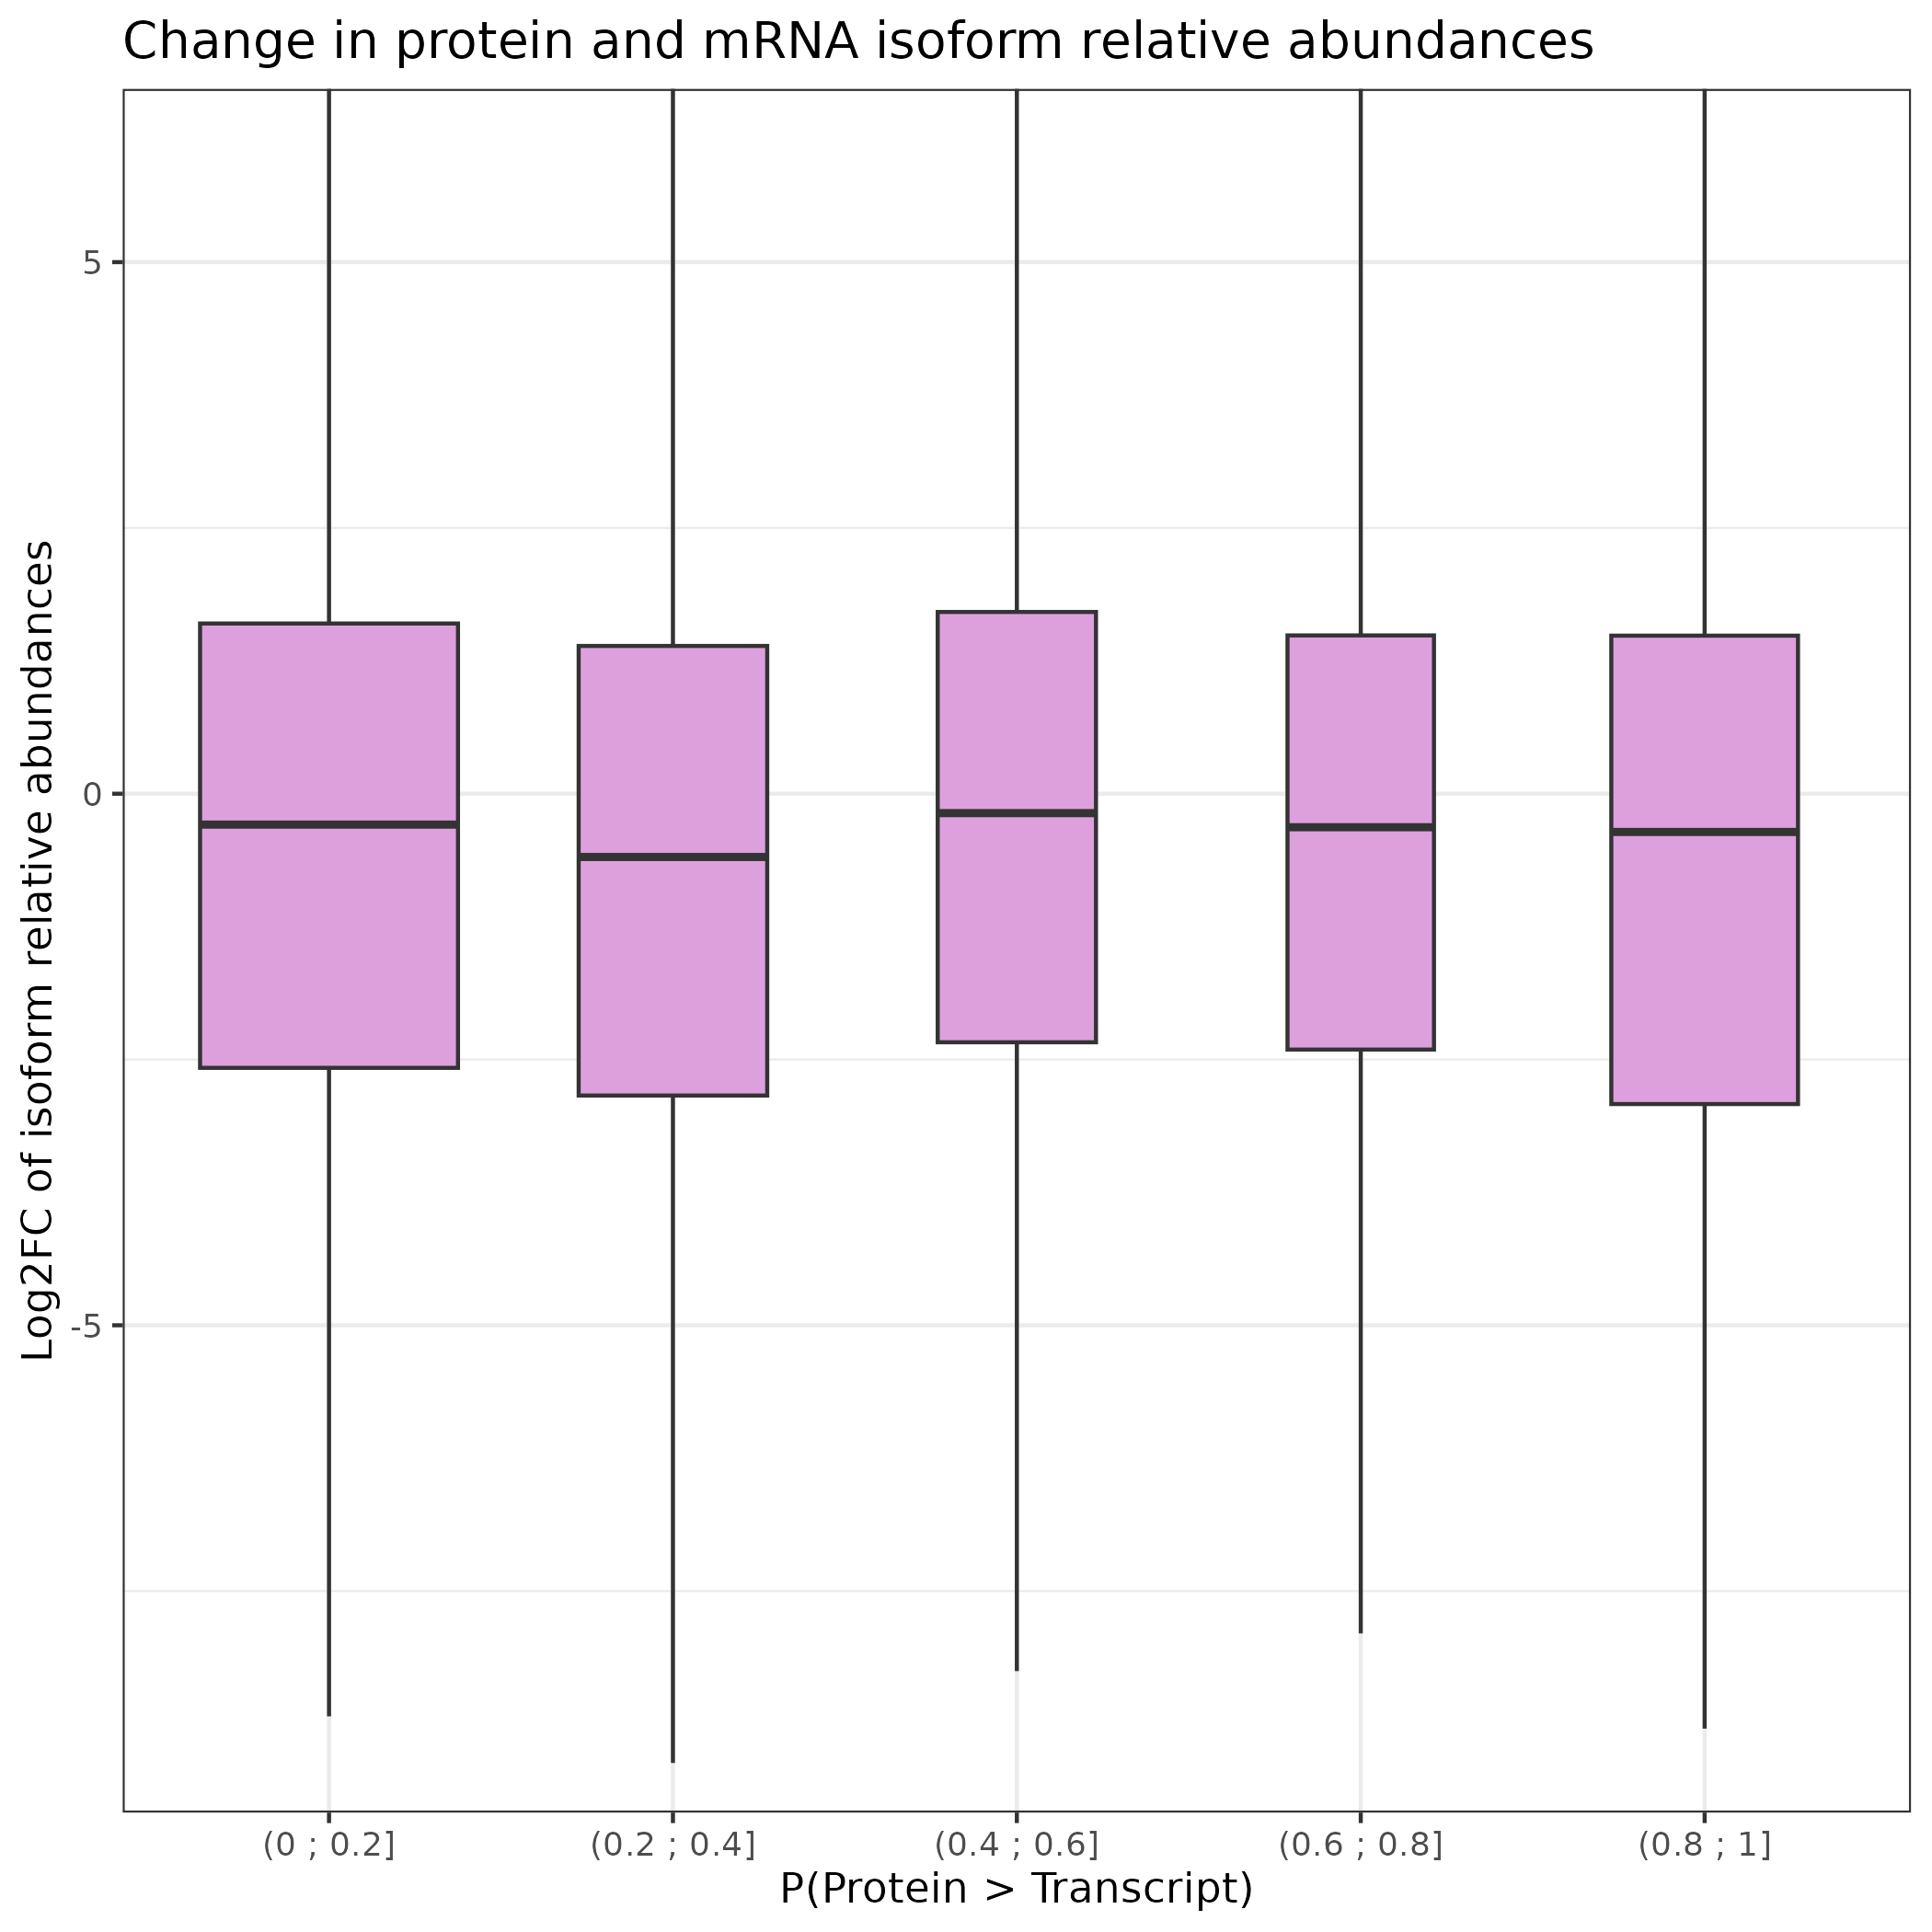 Change in protein and mRNA isoform relative abundances
Log2FC of isoform relative abundances
5
0
-5
(0 ; 0.2]
(0.2 ; 0.4]
(0.4 ; 0.6]
(0.6 ; 0.8]
(0.8 ; 1]
P(Protein > Transcript)